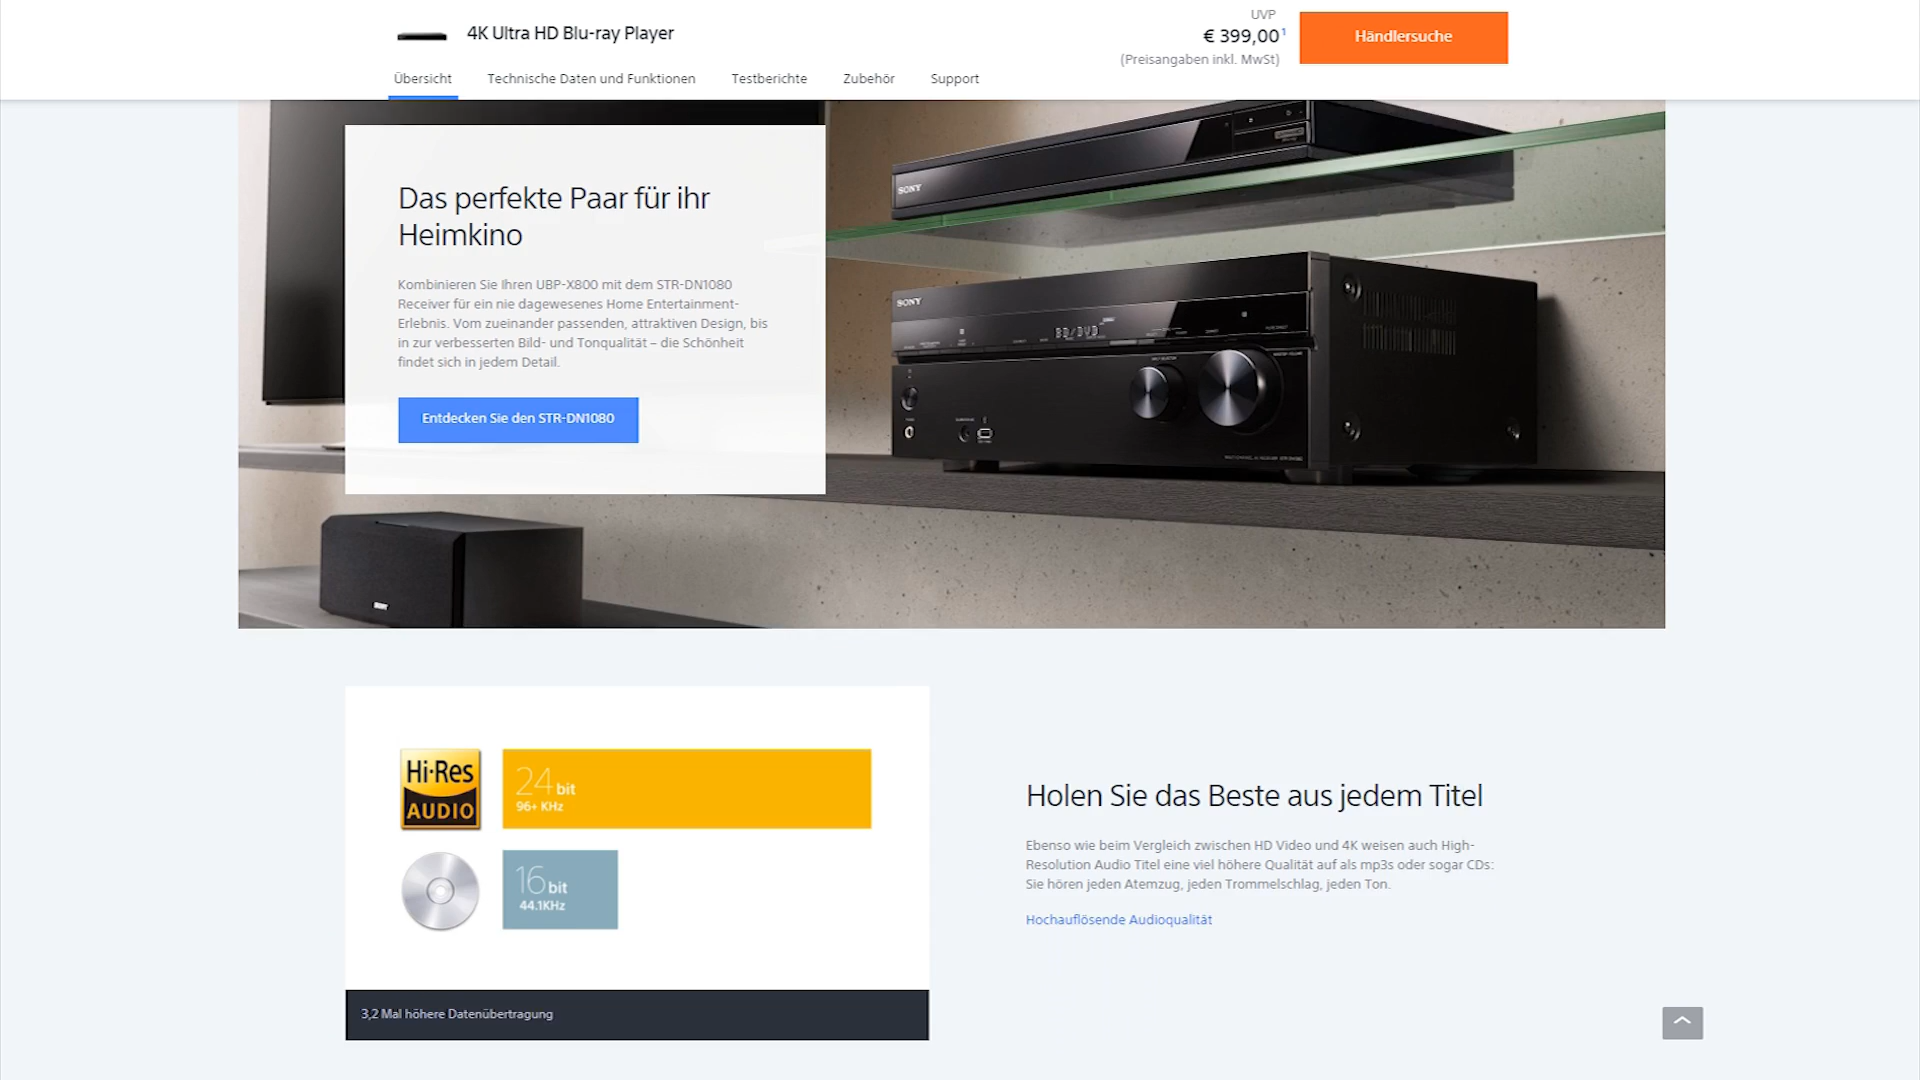 4K Ultra HD Blu-ray Player
UVP
€ 399,00¹
(Preisangaben inkl. MwSt)
Händlersuche
Übersicht
Technische Daten und Funktionen
Testberichte
Zubehör
Support
SONY
Das perfekte Paar für ihr
Heimkino
Kombinieren Sie Ihren UBP-X800 mit dem STR-DN1080
Receiver für ein nie dagewesenes Home Entertainment-
Erlebnis. Vom zueinander passenden, attraktiven Design, bis
in zur verbesserten Bild- und Tonqualität – die Schönheit
findet sich in jedem Detail.
Entdecken Sie den STR-DN1080
SONY
BD/DVD
SONY
Hi-Res
AUDIO
24 bit
96+ KHz
16 bit
44.1KHz
3,2 Mal höhere Datenübertragung
Holen Sie das Beste aus jedem Titel
Ebenso wie beim Vergleich zwischen HD Video und 4K weisen auch High-
Resolution Audio Titel eine viel höhere Qualität auf als mp3s oder sogar CDs:
Sie hören jeden Atemzug, jeden Trommelschlag, jeden Ton.
Hochauflösende Audioqualität